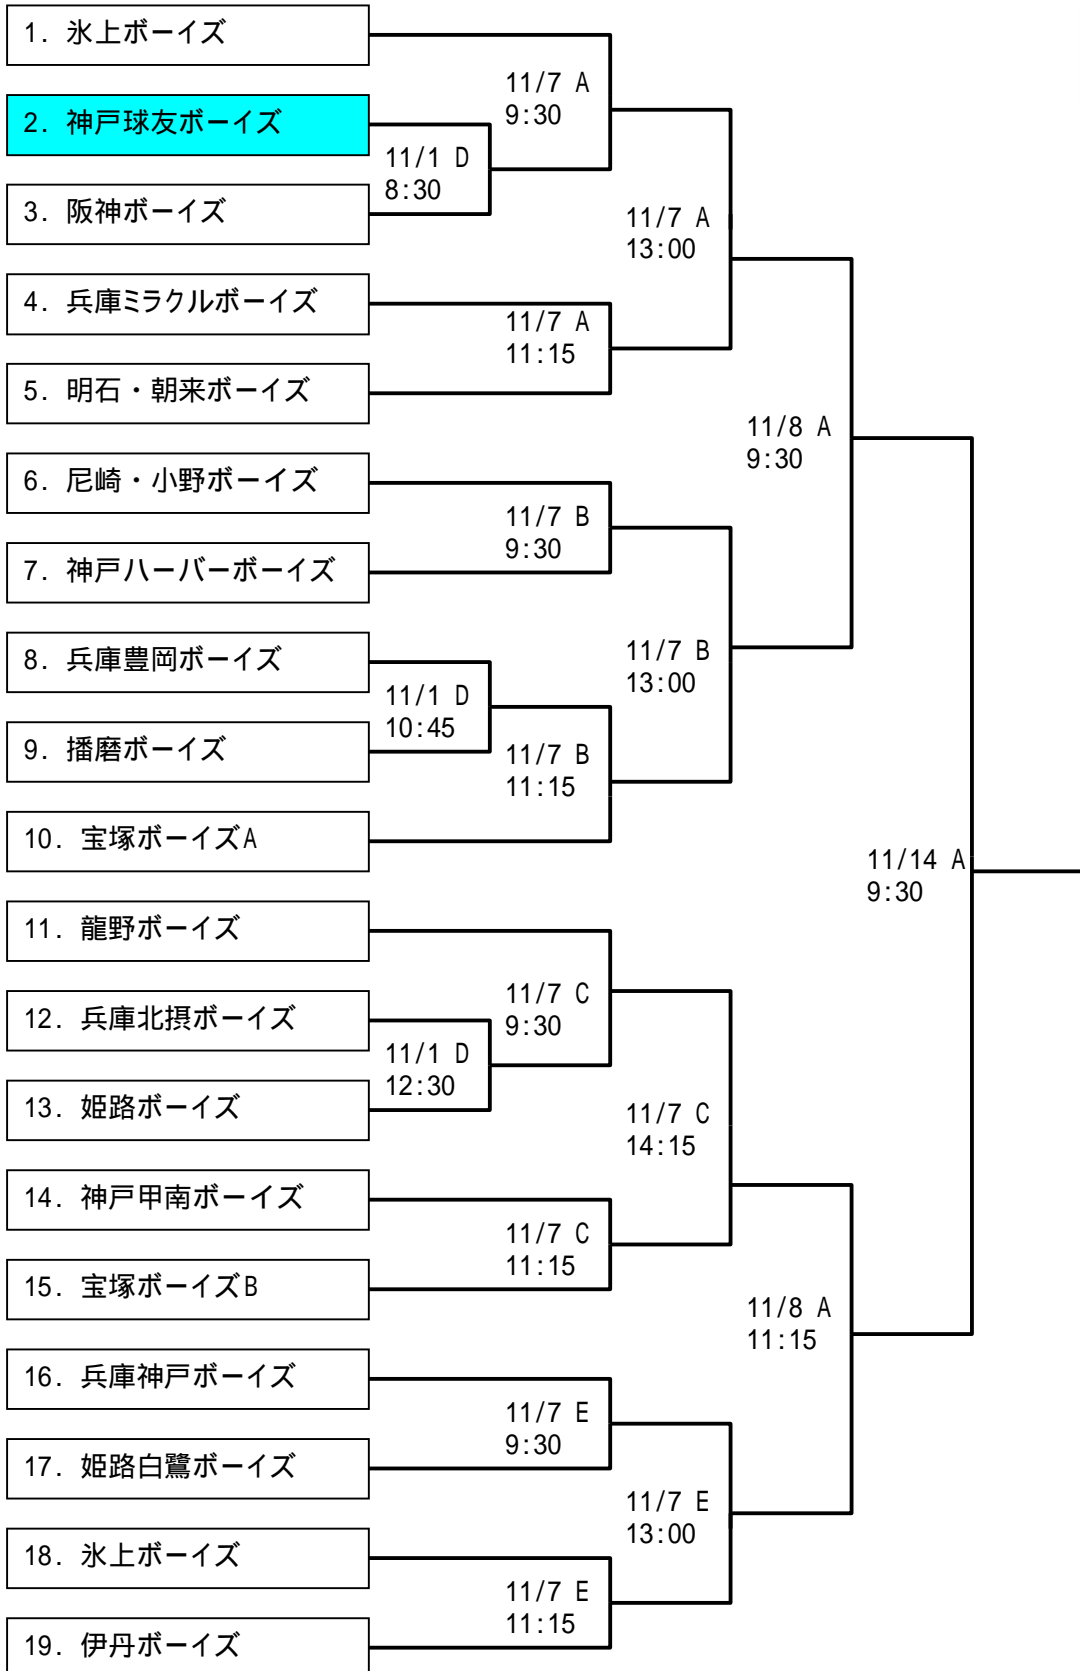 1. 氷上ボーイズ
11/7 A
9:30
2. 神戸球友ボーイズ
11/1 D
8:30
3. 阪神ボーイズ
11/7 A
13:00
4. 兵庫ミラクルボーイズ
11/7 A
11:15
5. 明石・朝来ボーイズ
11/8 A
9:30
6. 尼崎・小野ボーイズ
11/7 B
9:30
7. 神戸ハーバーボーイズ
8. 兵庫豊岡ボーイズ
11/7 B
13:00
11/1 D
10:45
9. 播磨ボーイズ
11/7 B
11:15
10. 宝塚ボーイズA
11/14 A
9:30
11. 龍野ボーイズ
11/7 C
9:30
12. 兵庫北摂ボーイズ
11/1 D
12:30
13. 姫路ボーイズ
11/7 C
14:15
14. 神戸甲南ボーイズ
11/7 C
11:15
15. 宝塚ボーイズB
11/8 A
11:15
16. 兵庫神戸ボーイズ
11/7 E
9:30
17. 姫路白鷺ボーイズ
11/7 E
13:00
18. 氷上ボーイズ
11/7 E
11:15
19. 伊丹ボーイズ